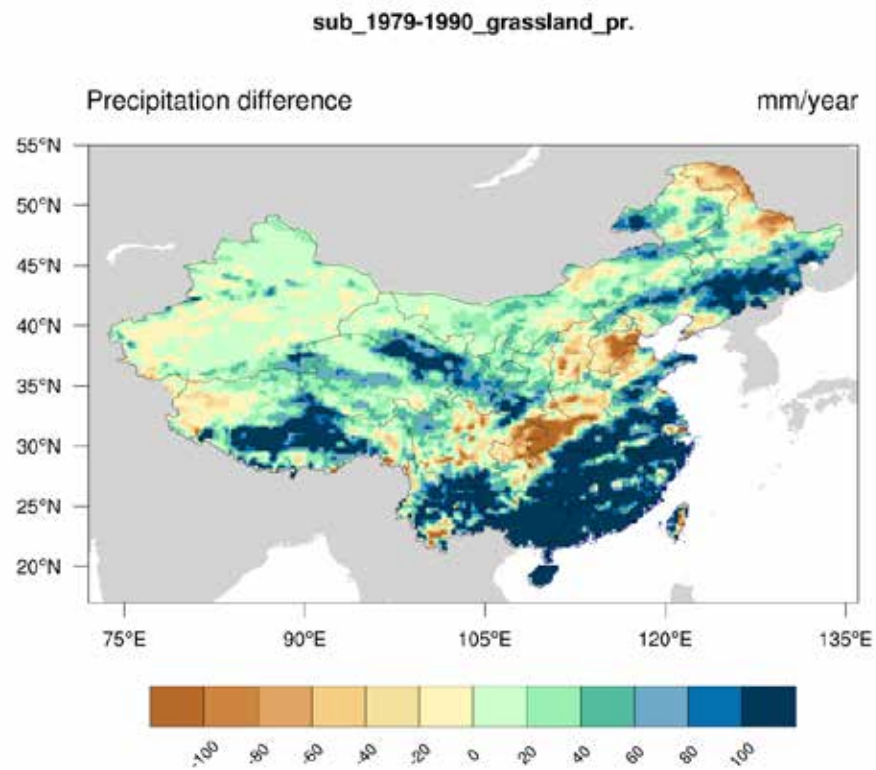 sub_1979-1990_grassland_pr.
Precipitation difference mm/year
55°N
50°N
45°N
40°N
35°N
30°N
25°N
20°N
75°E 90°E 105°E 120°E 135°E
-100 -80 -60 -40 -20 0 20 40 60 80 100